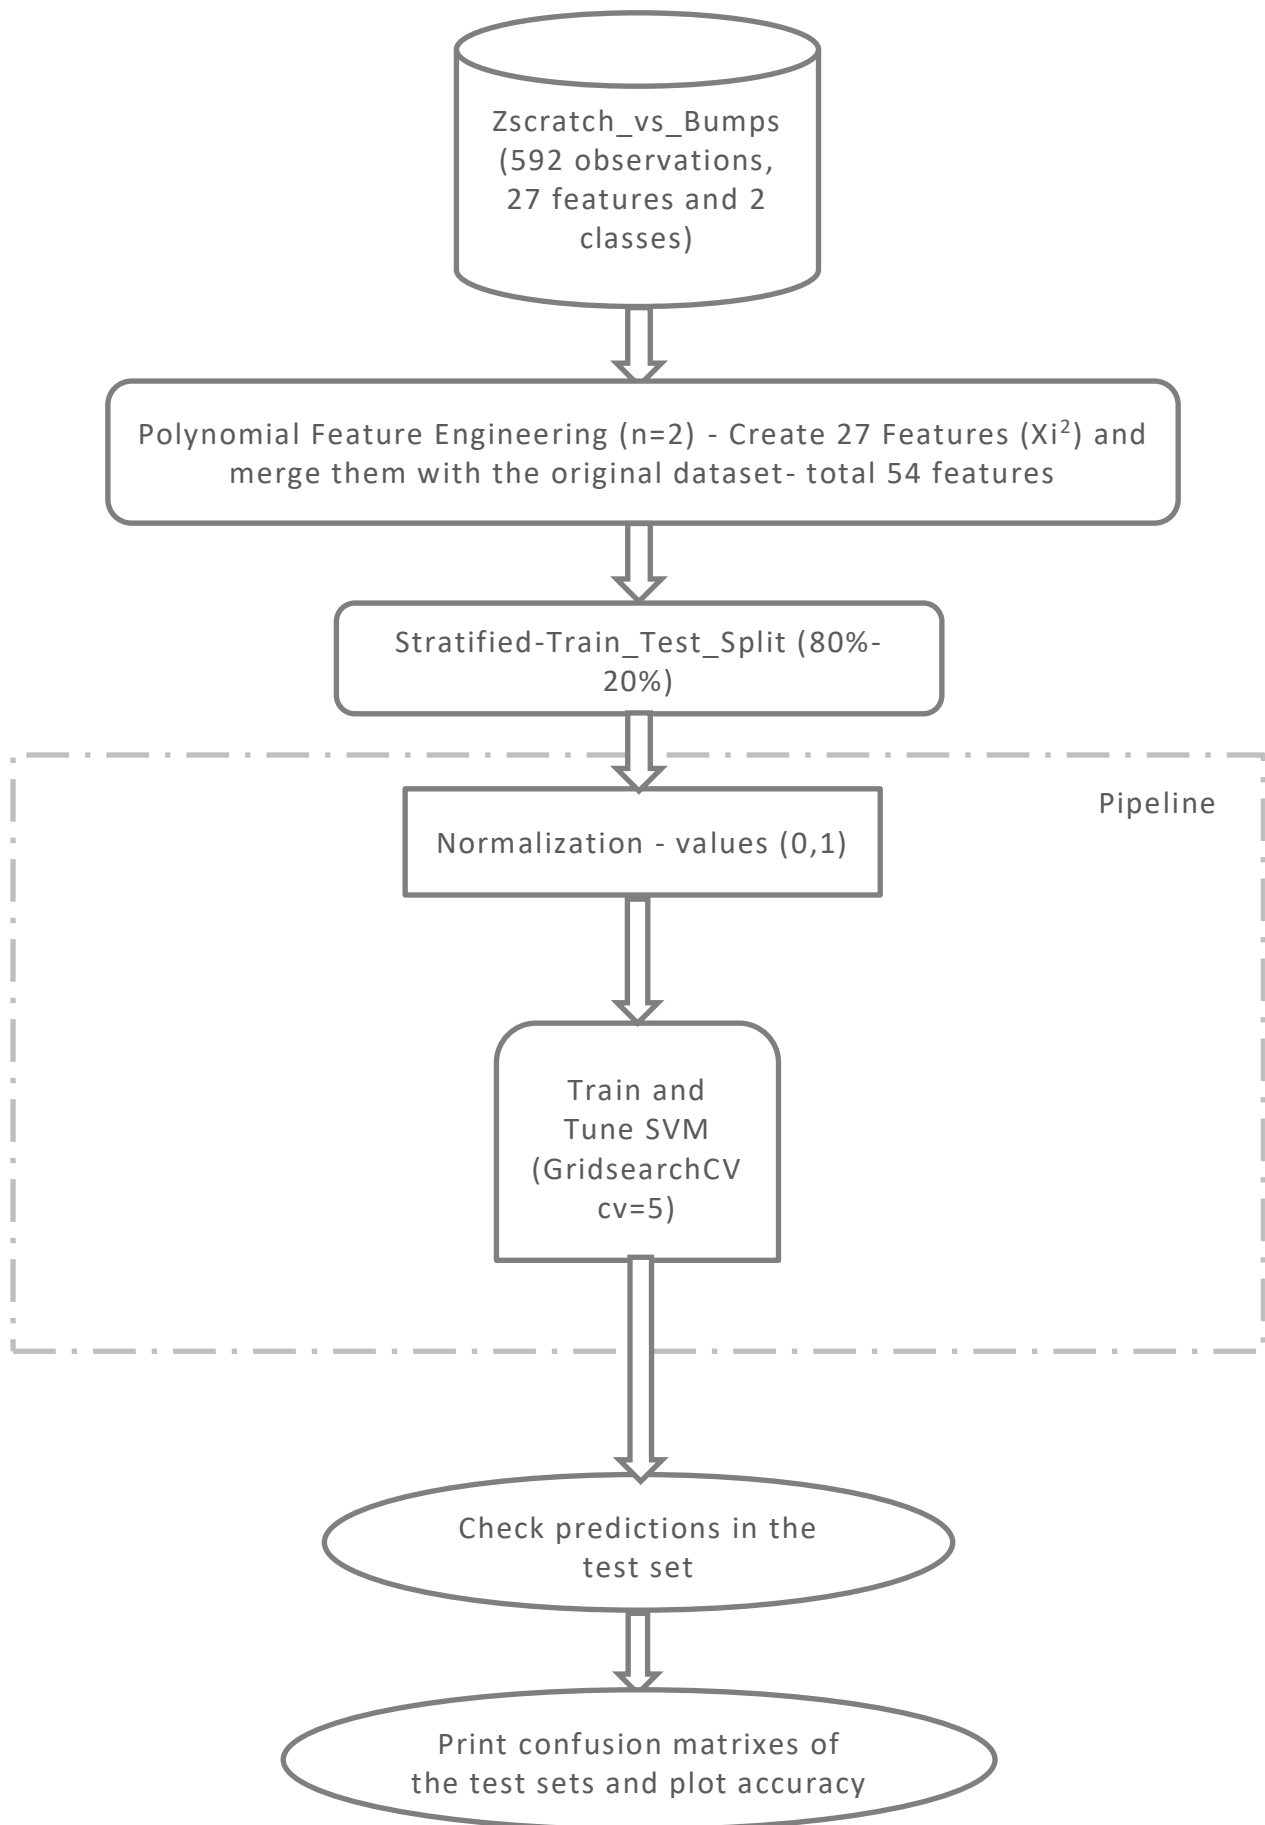 Zscratch_vs_Bumps
(592 observations,
27 features and 2
classes)
Polynomial Feature Engineering (n=2) - Create 27 Features (Xi²) and
merge them with the original dataset- total 54 features
Stratified-Train_Test_Split (80%-
20%)
Pipeline
Normalization - values (0,1)
Train and
Tune SVM
(GridsearchCV
cv=5)
Check predictions in the
test set
Print confusion matrixes of
the test sets and plot accuracy